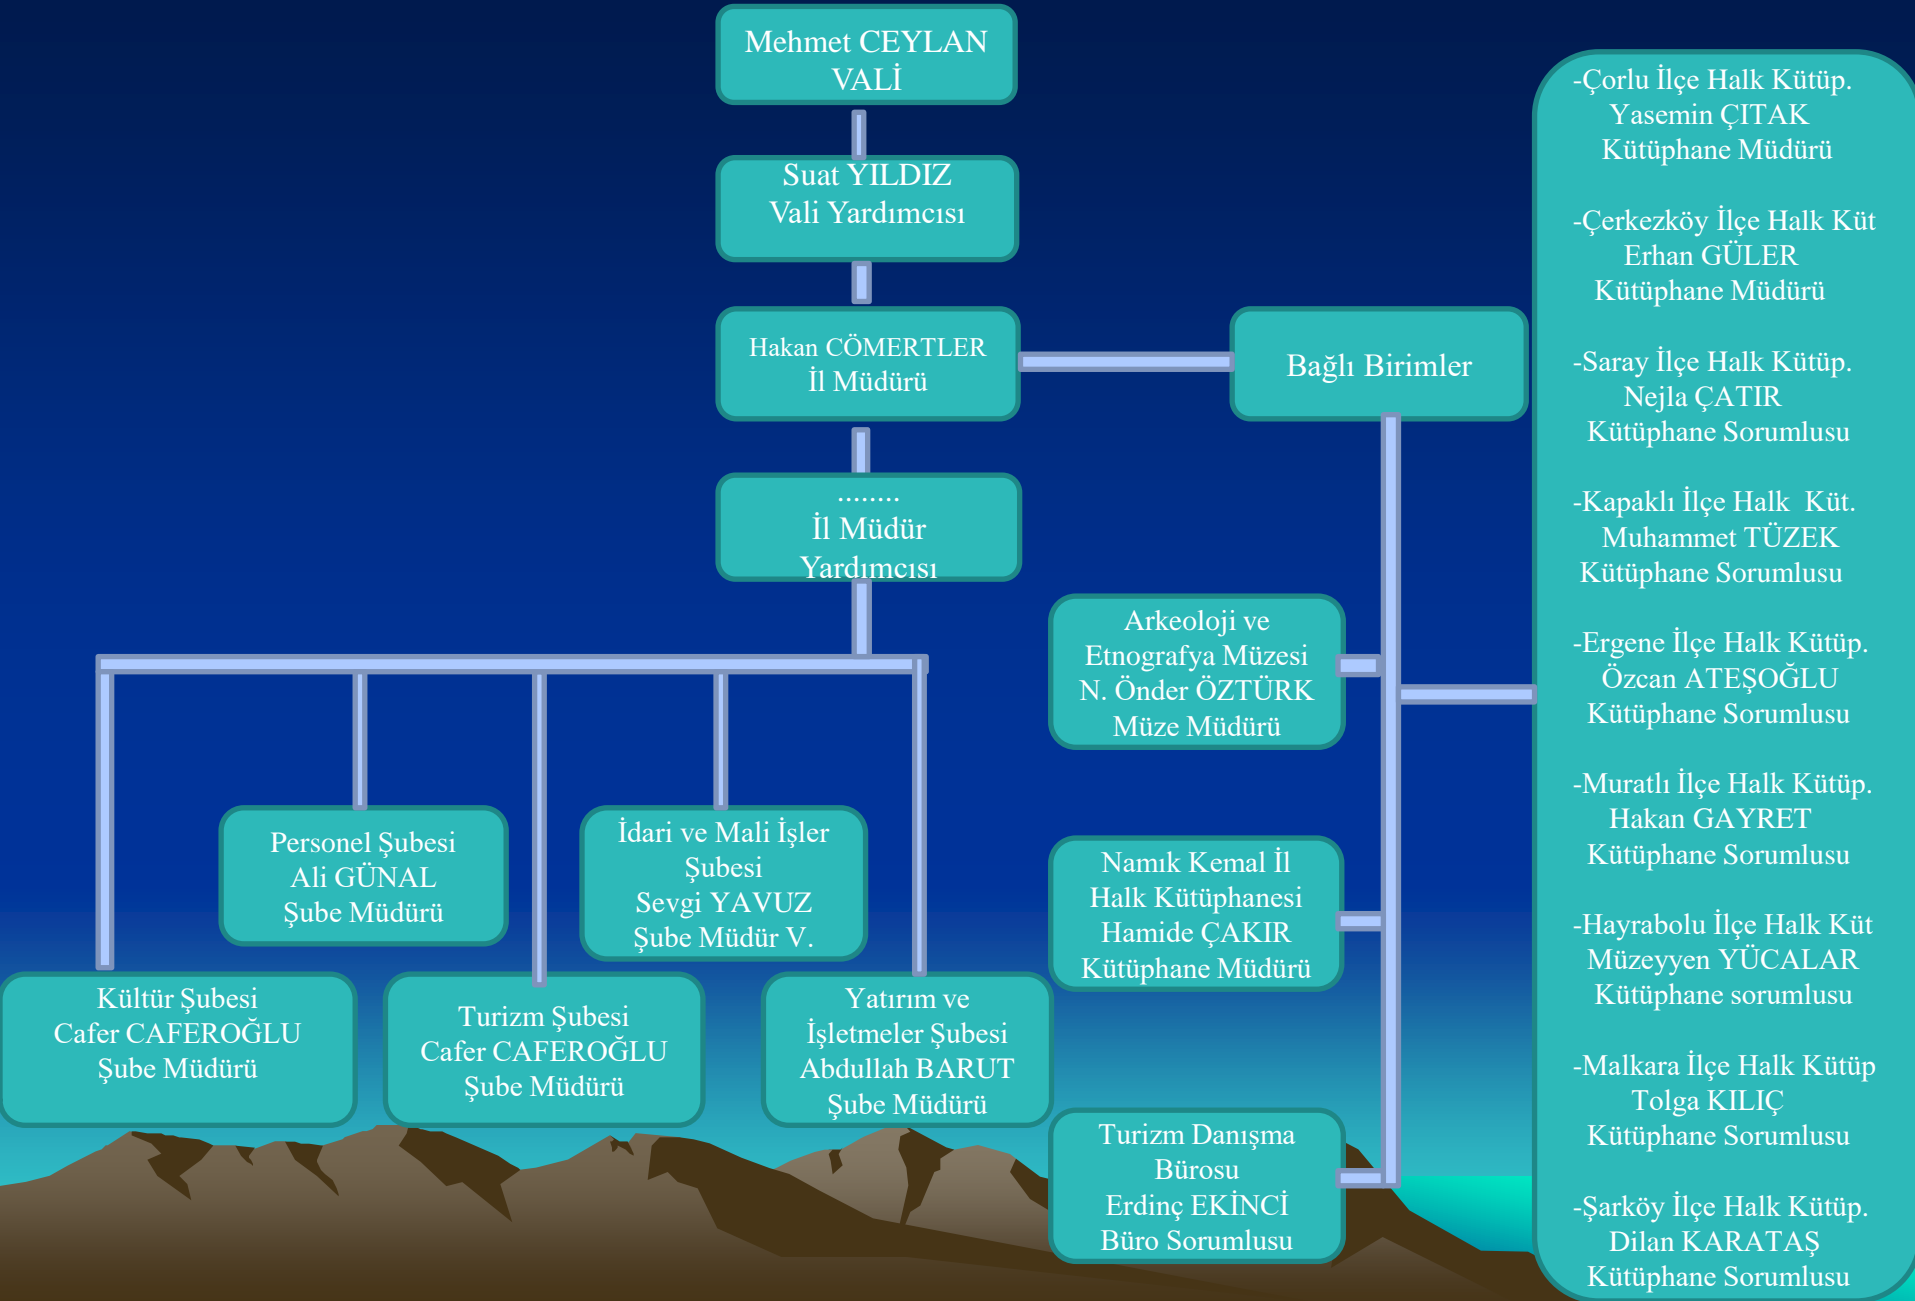 Mehmet CEYLAN
VALİ
Suat YILDIZ
Vali Yardımcısı
Hakan CÖMERTLER
İl Müdürü
Bağlı Birimler
........
İl Müdür
Yardımcısı
Personel Şubesi
Ali GÜNAL
Şube Müdürü
İdari ve Mali İşler
Şubesi
Sevgi YAVUZ
Şube Müdür V.
Kültür Şubesi
Cafer CAFEROĞLU
Şube Müdürü
Turizm Şubesi
Cafer CAFEROĞLU
Şube Müdürü
Yatırım ve
İşletmeler Şubesi
Abdullah BARUT
Şube Müdürü
Arkeoloji ve
Etnografya Müzesi
N. Önder ÖZTÜRK
Müze Müdürü
Namık Kemal İl
Halk Kütüphanesi
Hamide ÇAKIR
Kütüphane Müdürü
Turizm Danışma
Bürosu
Erdinç EKİNCİ
Büro Sorumlusu
-Çorlu İlçe Halk Kütüp.
Yasemin ÇITAK
Kütüphane Müdürü
-Çerkezköy İlçe Halk Küt
Erhan GÜLER
Kütüphane Müdürü
-Saray İlçe Halk Kütüp.
Nejla ÇATIR
Kütüphane Sorumlusu
-Kapaklı İlçe Halk  Küt.
Muhammet TÜZEK
Kütüphane Sorumlusu
-Ergene İlçe Halk Kütüp.
Özcan ATEŞOĞLU
Kütüphane Sorumlusu
-Muratlı İlçe Halk Kütüp.
Hakan GAYRET
Kütüphane Sorumlusu
-Hayrabolu İlçe Halk Küt
Müzeyyen YÜCALAR
Kütüphane sorumlusu
-Malkara İlçe Halk Kütüp
Tolga KILIÇ
Kütüphane Sorumlusu
-Şarköy İlçe Halk Kütüp.
Dilan KARATAŞ
Kütüphane Sorumlusu